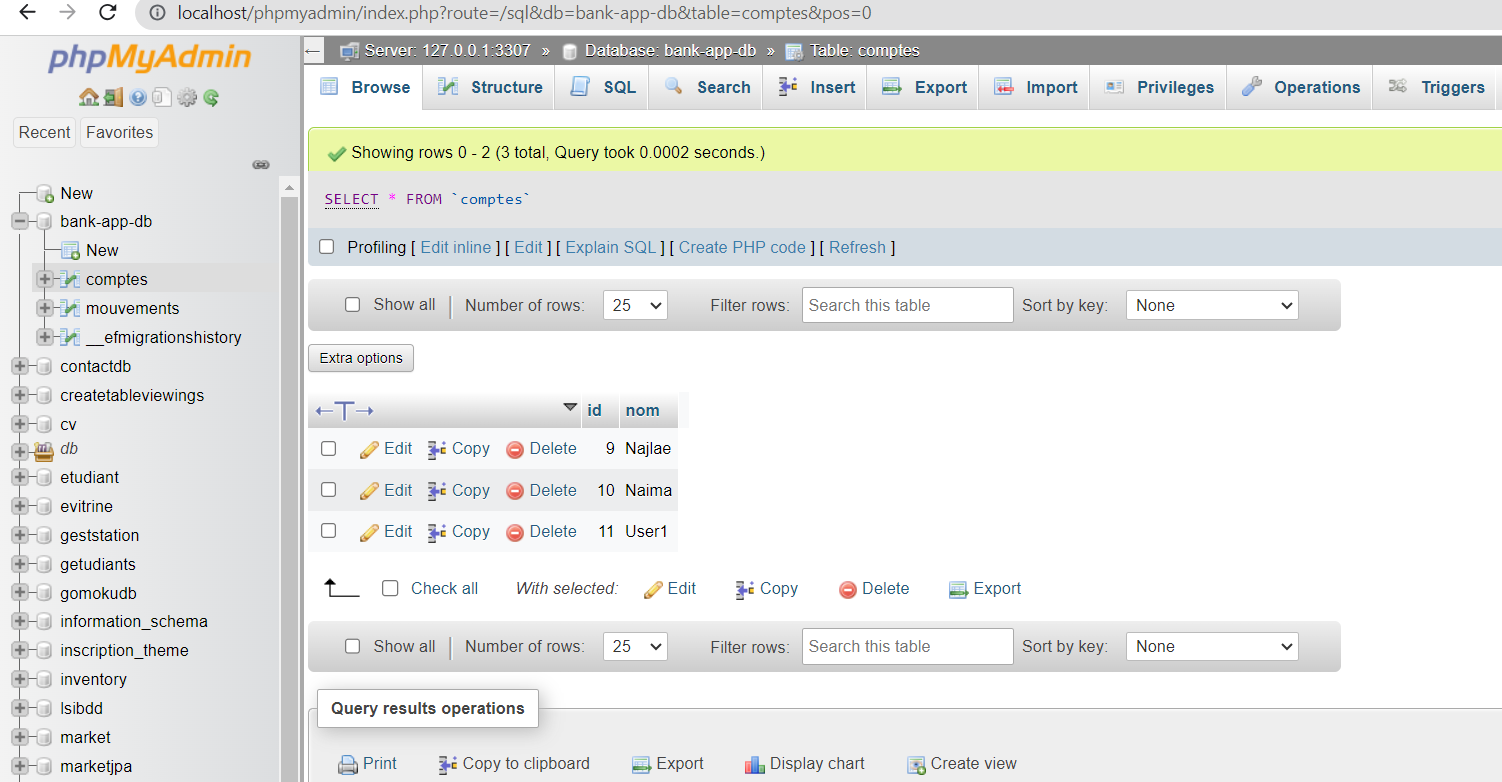 localhost/phpmyadmin/index.php?route=/sql&db=bank-app-db&table=comptes&pos=0
phpMyAdmin
Recent Favorites
New
bank-app-db
New
comptes
mouvements
__efmigrationshistory
contactdb
createtableviewings
cv
db
etudiant
evitrine
geststation
getudiants
gomokudb
information_schema
inscription_theme
inventory
lsibdd
market
marketjpa
Server: 127.0.0.1:3307 » Database: bank-app-db » Table: comptes
Browse Structure SQL Search Insert Export Import Privileges Operations Triggers
Showing rows 0 - 2 (3 total, Query took 0.0002 seconds.)
SELECT * FROM `comptes`
Profiling [ Edit inline ] [ Edit ] [ Explain SQL ] [ Create PHP code ] [ Refresh ]
Show all | Number of rows: 25 Filter rows: Search this table Sort by key: None
Extra options
←T→ id nom
Edit Copy Delete 9 Najlae
Edit Copy Delete 10 Naima
Edit Copy Delete 11 User1
Check all With selected: Edit Copy Delete Export
Show all | Number of rows: 25 Filter rows: Search this table Sort by key: None
Query results operations
Print Copy to clipboard Export Display chart Create view